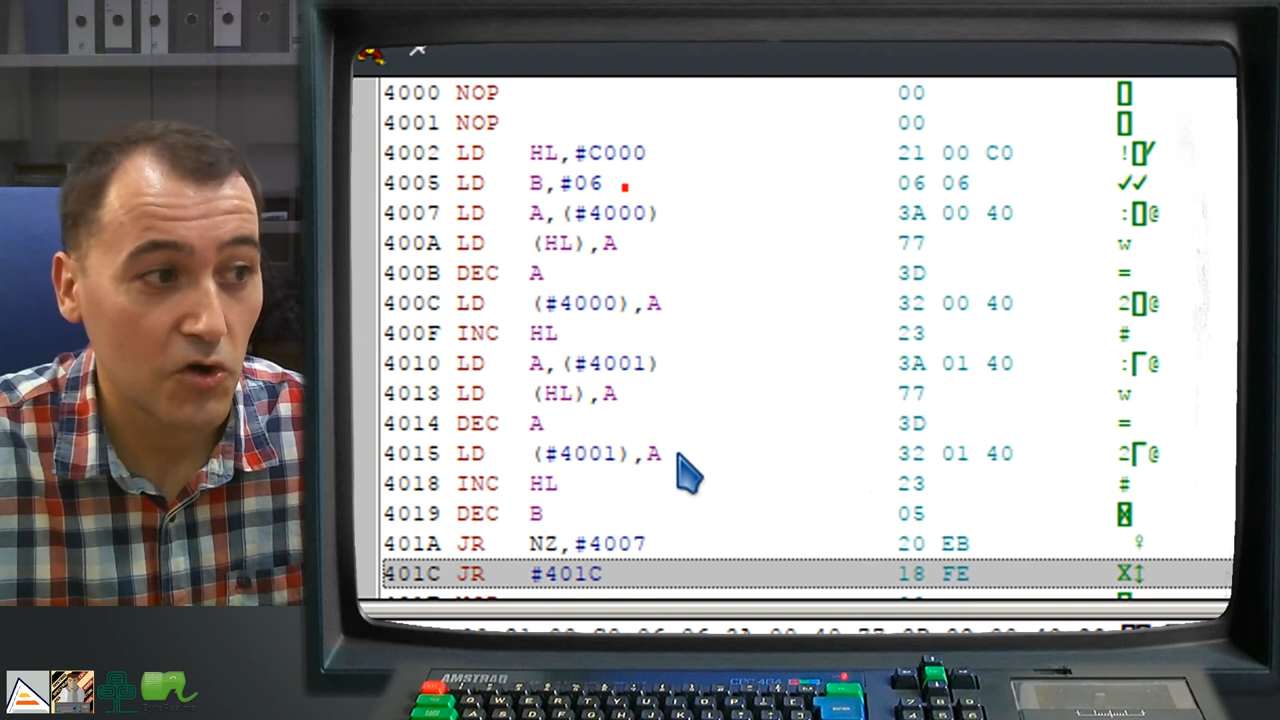 4000 NOP 00
4001 NOP 00
4002 LD HL,#C000 21 00 C0 !
4005 LD B,#06 06 06 ✓✓
4007 LD A,(#4000) 3A 00 40 : @
400A LD (HL),A 77 w
400B DEC A 3D =
400C LD (#4000),A 32 00 40 2 @
400F INC HL 23 #
4010 LD A,(#4001) 3A 01 40 :┌@
4013 LD (HL),A 77 w
4014 DEC A 3D =
4015 LD (#4001),A 32 01 40 2┌@
4018 INC HL 23 #
4019 DEC B 05
401A JR NZ,#4007 20 EB ♀
401C JR #401C 18 FE X↕
AMSTRAD